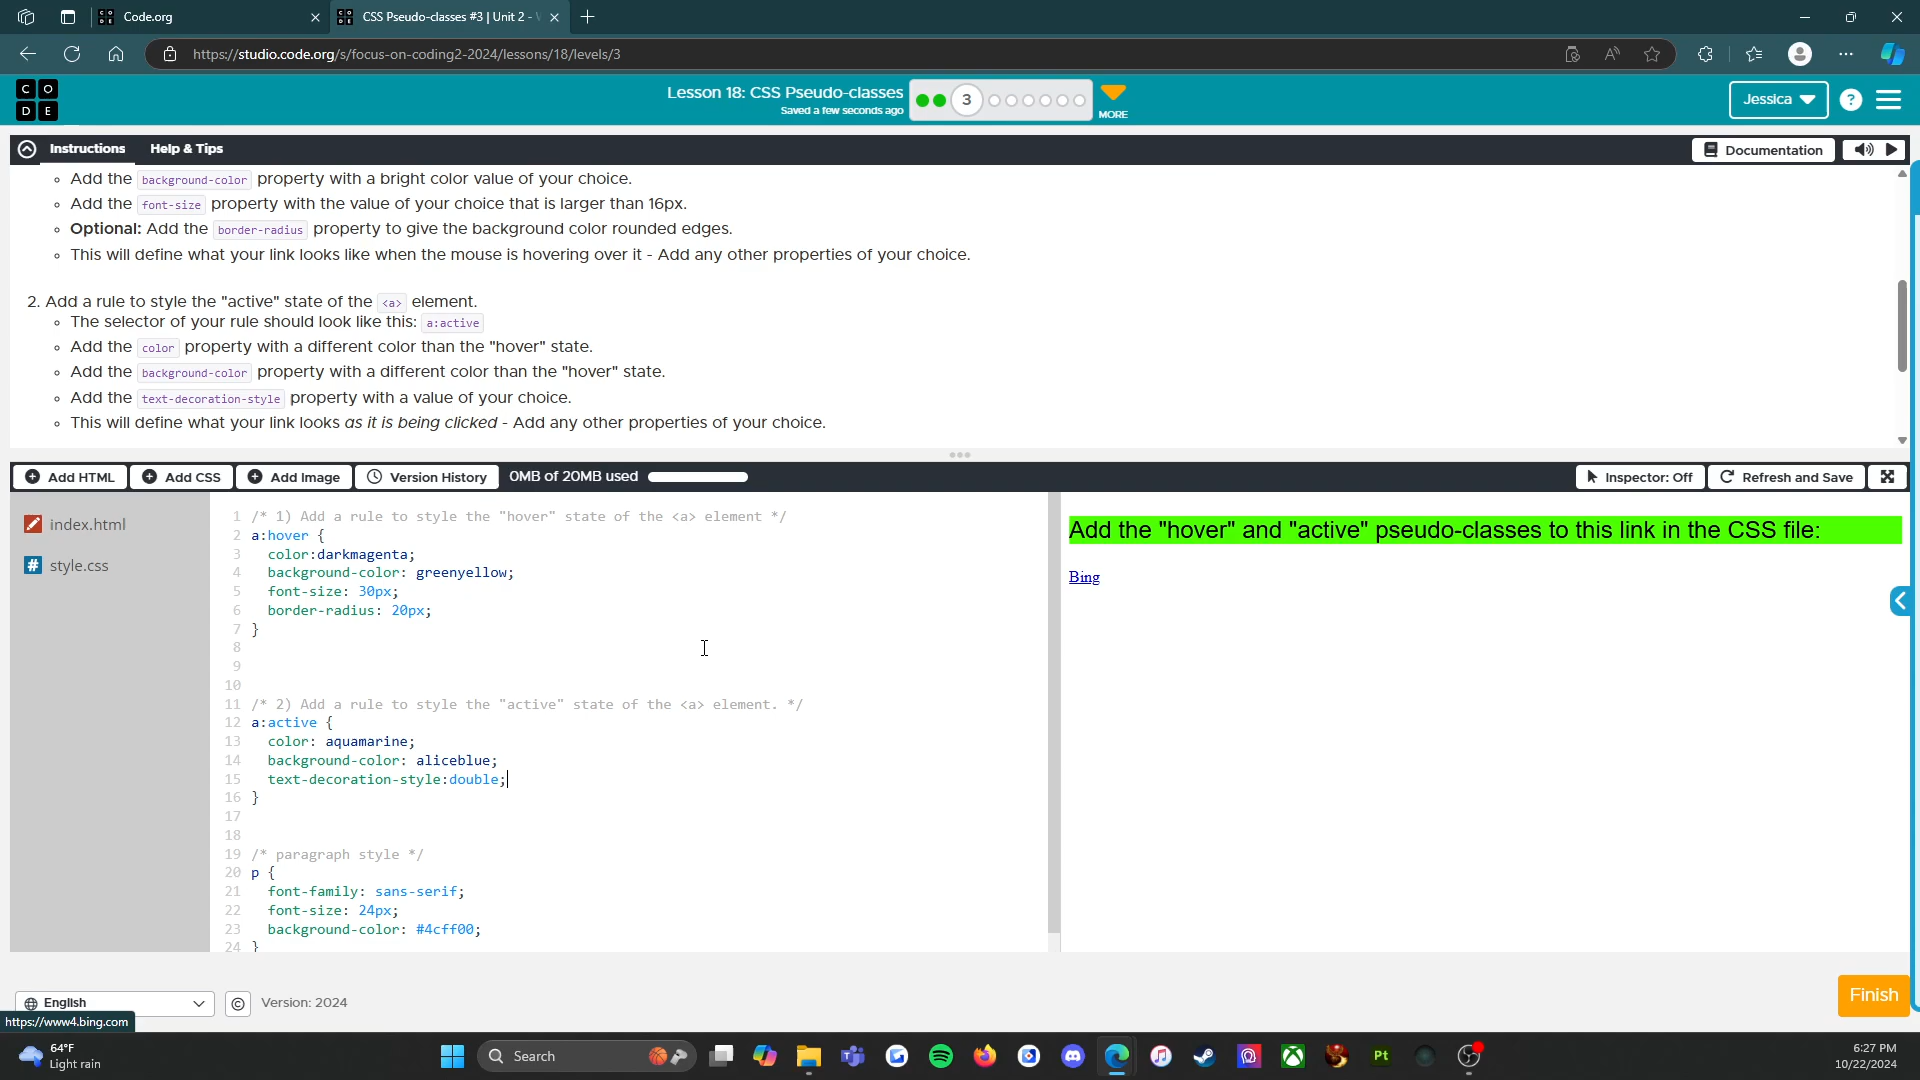 Code.org
CSS Pseudo-classes #3 | Unit 2 -
https://studio.code.org/s/focus-on-coding2-2024/lessons/18/levels/3
C O D E
Lesson 18: CSS Pseudo-classes
Saved a few seconds ago
3
MORE
Jessica
?
Instructions
Help & Tips
Documentation
Add the background-color property with a bright color value of your choice.
Add the font-size property with the value of your choice that is larger than 16px.
Optional: Add the border-radius property to give the background color rounded edges.
This will define what your link looks like when the mouse is hovering over it - Add any other properties of your choice.
2. Add a rule to style the "active" state of the <a> element.
The selector of your rule should look like this: a:active
Add the color property with a different color than the "hover" state.
Add the background-color property with a different color than the "hover" state.
Add the text-decoration-style property with a value of your choice.
This will define what your link looks as it is being clicked - Add any other properties of your choice.
Add HTML
Add CSS
Add Image
Version History
0MB of 20MB used
Inspector: Off
Refresh and Save
index.html
# style.css
1 /* 1) Add a rule to style the "hover" state of the <a> element */
2 a:hover {
3 color:darkmagenta;
4 background-color: greenyellow;
5 font-size: 30px;
6 border-radius: 20px;
7 }
8
9
10
11 /* 2) Add a rule to style the "active" state of the <a> element. */
12 a:active {
13 color: aquamarine;
14 background-color: aliceblue;
15 text-decoration-style:double;
16 }
17
18
19 /* paragraph style */
20 p {
21 font-family: sans-serif;
22 font-size: 24px;
23 background-color: #4cff00;
24 }
Add the "hover" and "active" pseudo-classes to this link in the CSS file:
Bing
Finish
English
©
Version: 2024
https://www4.bing.com
64°F
Light rain
Search
Pt
6:27 PM
10/22/2024